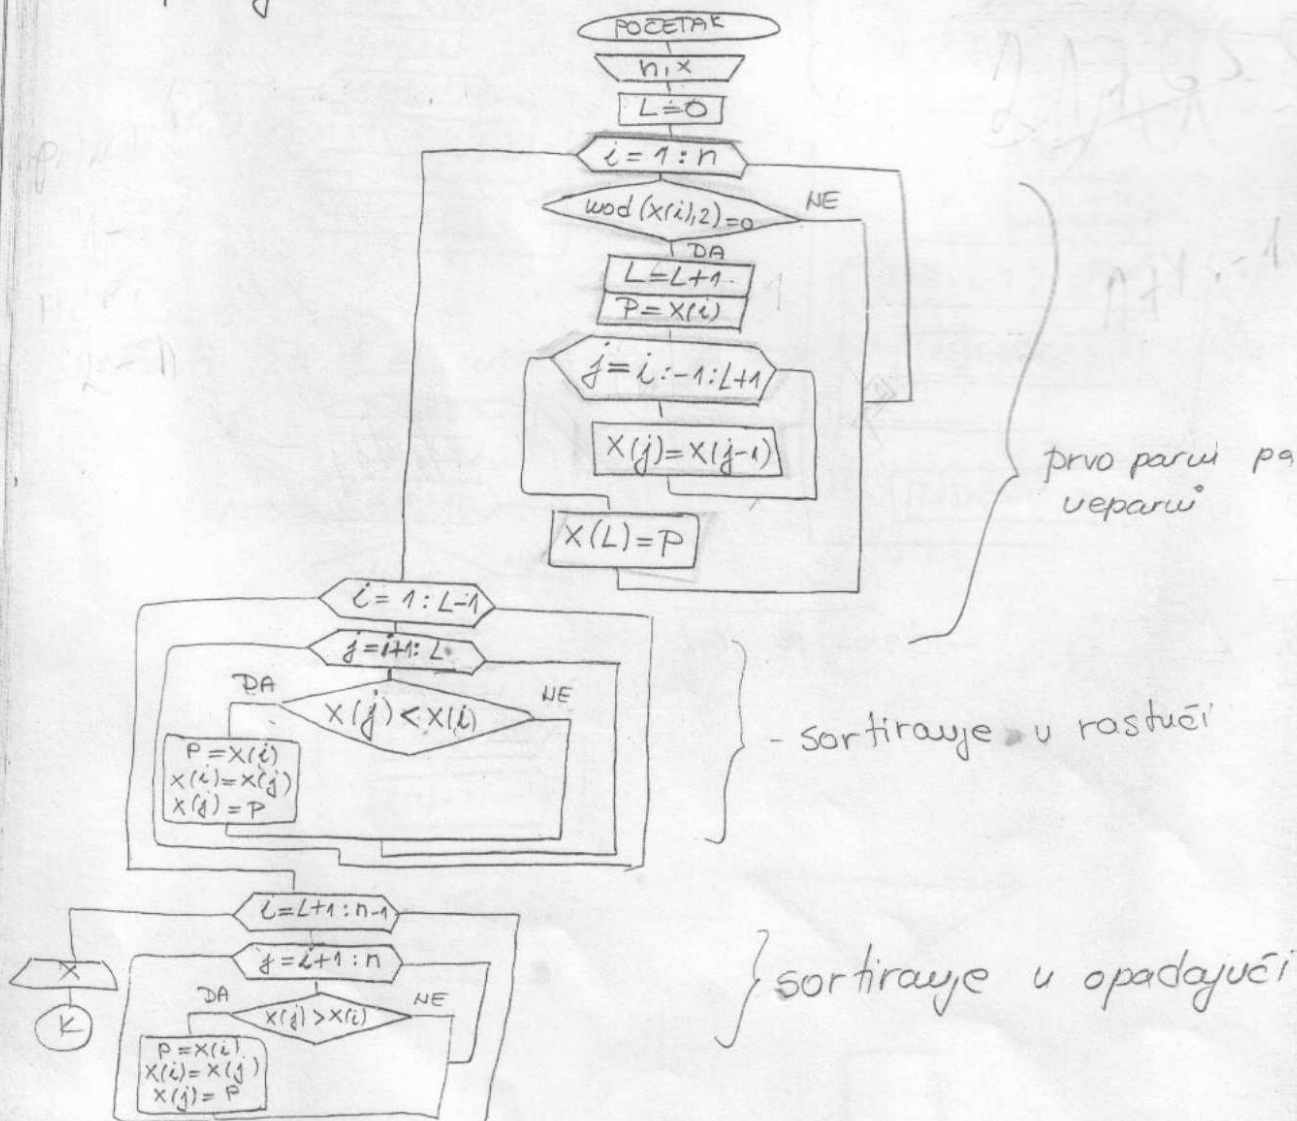 POČETAK
n, x
L=0
i = 1 : n
mod (x(i),2)=0
NE
DA
L=L+1
P=X(i)
j=i:-1:L+1
X(j)=X(j-1)
X(L)=P
prvo parni pa
neparni
i = 1 : L-1
j=i+1: L
DA
X(j)<X(i)
NE
P=X(i)
X(i)=X(j)
X(j)=P
- sortiranje u rastući
i=L+1:n-1
j=i+1:n
X
DA
X(j)>X(i)
NE
K
P=X(i)
X(i)=X(j)
X(j)=P
sortiranje u opadajući